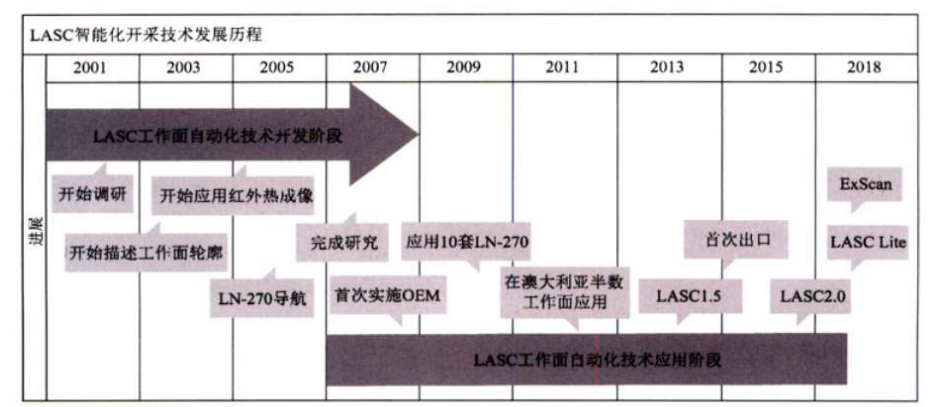 LASC智能化开采技术发展历程
2001 2003 2005 2007 2009 2011 2013 2015 2018
进展
LASC工作面自动化技术开发阶段
开始调研
开始应用红外热成像
ExScan
开始描述工作面轮廓
完成研究
应用10套LN-270
首次出口
LASC Lite
LN-270导航
首次实施OEM
在澳大利亚半数
工作面应用
LASC1.5
LASC2.0
LASC工作面自动化技术应用阶段